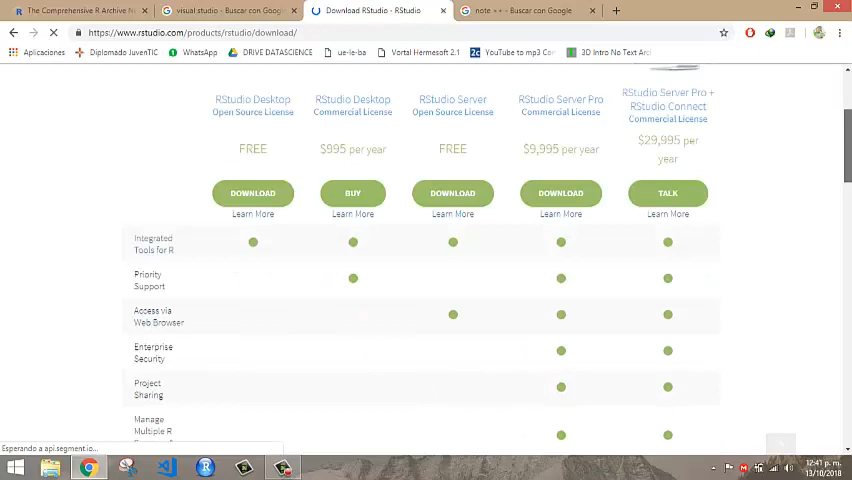 The Comprehensive R Archive N
visual studio - Buscar con Google
Download RStudio - RStudio
note ++ - Buscar con Google
https://www.rstudio.com/products/rstudio/download/
Aplicaciones
Diplomado JuvenTIC
WhatsApp
DRIVE DATASCIENCE
ue-le-ba
Vortal Hermesoft 2.1
YouTube to mp3 Con
3D Intro No Text Arc
RStudio Desktop
Open Source License
RStudio Desktop
Commercial License
RStudio Server
Open Source License
RStudio Server Pro
Commercial License
RStudio Server Pro +
RStudio Connect
Commercial License
FREE
$995 per year
FREE
$9,995 per year
$29,995 per
year
DOWNLOAD
BUY
DOWNLOAD
DOWNLOAD
TALK
Learn More
Learn More
Learn More
Learn More
Learn More
Integrated
Tools for R
Priority
Support
Access via
Web Browser
Enterprise
Security
Project
Sharing
Manage
Multiple R
Esperando a api.segment.io...
12:41 p. m.
13/10/2018